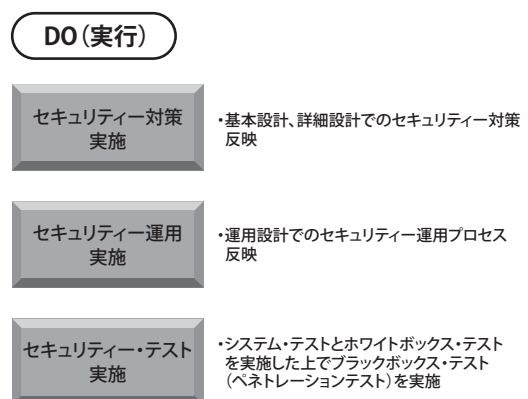 DO（実行）
セキュリティー対策
実施
・基本設計、詳細設計でのセキュリティー対策
反映
セキュリティー運用
実施
・運用設計でのセキュリティー運用プロセス
反映
セキュリティー・テスト
実施
・システム・テストとホワイトボックス・テスト
を実施した上でブラックボックス・テスト
（ペネトレーションテスト）を実施